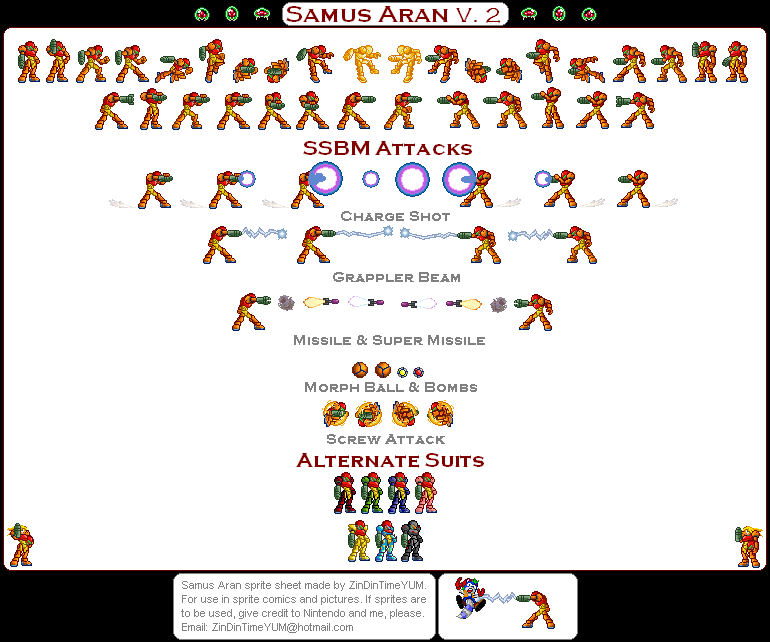 Samus Aran V. 2
SSBM Attacks
Charge Shot
Grappler Beam
Missile & Super Missile
Morph Ball & Bombs
Screw Attack
Alternate Suits
Samus Aran sprite sheet made by ZinDinTimeYUM.
For use in sprite comics and pictures. If sprites are
to be used, give credit to Nintendo and me, please.
Email: ZinDinTimeYUM@hotmail.com